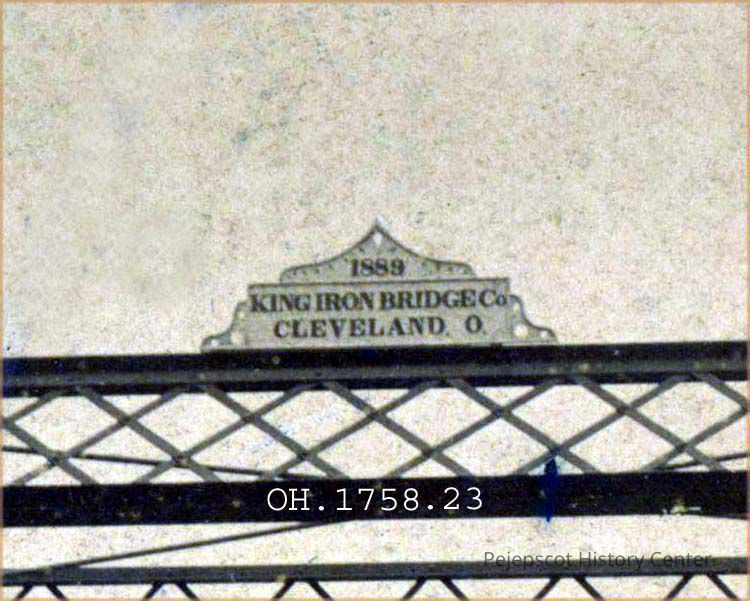 1889
KING IRON BRIDGE Co.
CLEVELAND, O.
OH.1758.23
Pejepscot History Center